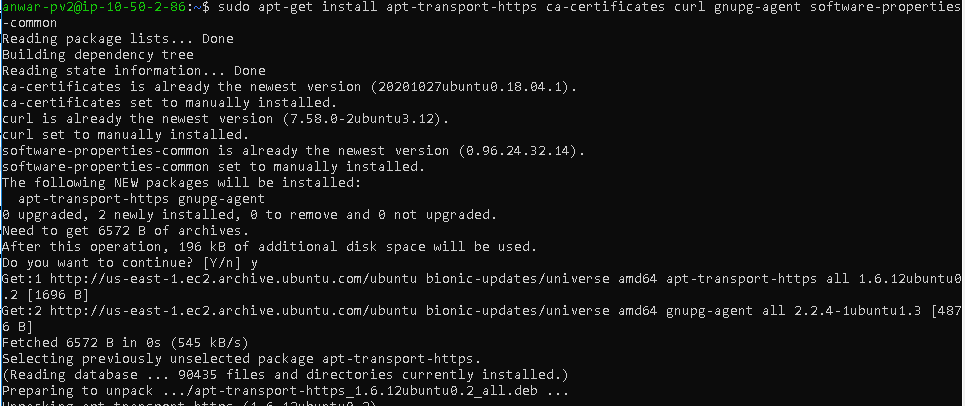 anwar-pv2@ip-10-50-2-86:~$ sudo apt-get install apt-transport-https ca-certificates curl gnupg-agent software-properties
-common
Reading package lists... Done
Building dependency tree
Reading state information... Done
ca-certificates is already the newest version (20201027ubuntu0.18.04.1).
ca-certificates set to manually installed.
curl is already the newest version (7.58.0-2ubuntu3.12).
curl set to manually installed.
software-properties-common is already the newest version (0.96.24.32.14).
software-properties-common set to manually installed.
The following NEW packages will be installed:
  apt-transport-https gnupg-agent
0 upgraded, 2 newly installed, 0 to remove and 0 not upgraded.
Need to get 6572 B of archives.
After this operation, 196 kB of additional disk space will be used.
Do you want to continue? [Y/n] y
Get:1 http://us-east-1.ec2.archive.ubuntu.com/ubuntu bionic-updates/universe amd64 apt-transport-https all 1.6.12ubuntu0
.2 [1696 B]
Get:2 http://us-east-1.ec2.archive.ubuntu.com/ubuntu bionic-updates/universe amd64 gnupg-agent all 2.2.4-1ubuntu1.3 [487
6 B]
Fetched 6572 B in 0s (545 kB/s)
Selecting previously unselected package apt-transport-https.
(Reading database ... 90435 files and directories currently installed.)
Preparing to unpack .../apt-transport-https_1.6.12ubuntu0.2_all.deb ...
Unpacking apt-transport-https (1.6.12ubuntu0.2)